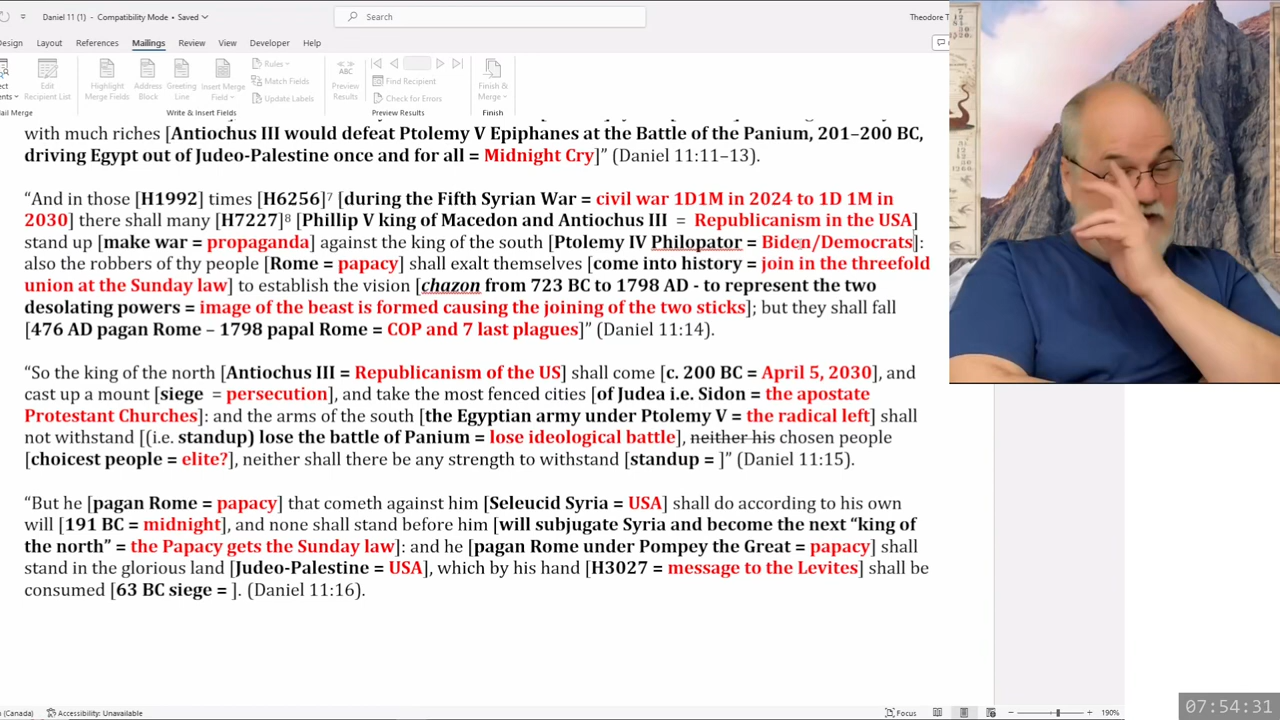 Daniel 11 (1) - Compatibility Mode • Saved
Search
Theodore T
Design Layout References Mailings Review View Developer Help
Edit
Recipient List
Highlight
Merge Fields
Address
Block
Greeting
Line
Insert Merge
Field
Rules
Match Fields
Update Labels
Write & Insert Fields
ABC
Preview
Results
Find Recipient
Check for Errors
Preview Results
Finish &
Merge
Finish
ail Merge
with much riches [Antiochus III would defeat Ptolemy V Epiphanes at the Battle of the Panium, 201–200 BC,
driving Egypt out of Judeo-Palestine once and for all = Midnight Cry]” (Daniel 11:11–13).
“And in those [H1992] times [H6256]7 [during the Fifth Syrian War = civil war 1D1M in 2024 to 1D 1M in
2030] there shall many [H7227]8 [Phillip V king of Macedon and Antiochus III = Republicanism in the USA]
stand up [make war = propaganda] against the king of the south [Ptolemy IV Philopator = Biden/Democrats]:
also the robbers of thy people [Rome = papacy] shall exalt themselves [come into history = join in the threefold
union at the Sunday law] to establish the vision [chazon from 723 BC to 1798 AD - to represent the two
desolating powers = image of the beast is formed causing the joining of the two sticks]; but they shall fall
[476 AD pagan Rome – 1798 papal Rome = COP and 7 last plagues]” (Daniel 11:14).
“So the king of the north [Antiochus III = Republicanism of the US] shall come [c. 200 BC = April 5, 2030], and
cast up a mount [siege = persecution], and take the most fenced cities [of Judea i.e. Sidon = the apostate
Protestant Churches]: and the arms of the south [the Egyptian army under Ptolemy V = the radical left] shall
not withstand [(i.e. standup) lose the battle of Panium = lose ideological battle], neither his chosen people
[choicest people = elite?], neither shall there be any strength to withstand [standup = ]” (Daniel 11:15).
“But he [pagan Rome = papacy] that cometh against him [Seleucid Syria = USA] shall do according to his own
will [191 BC = midnight], and none shall stand before him [will subjugate Syria and become the next “king of
the north” = the Papacy gets the Sunday law]: and he [pagan Rome under Pompey the Great = papacy] shall
stand in the glorious land [Judeo-Palestine = USA], which by his hand [H3027 = message to the Levites] shall be
consumed [63 BC siege = ]. (Daniel 11:16).
(Canada) Accessibility: Unavailable
Focus
190%
07:54:31